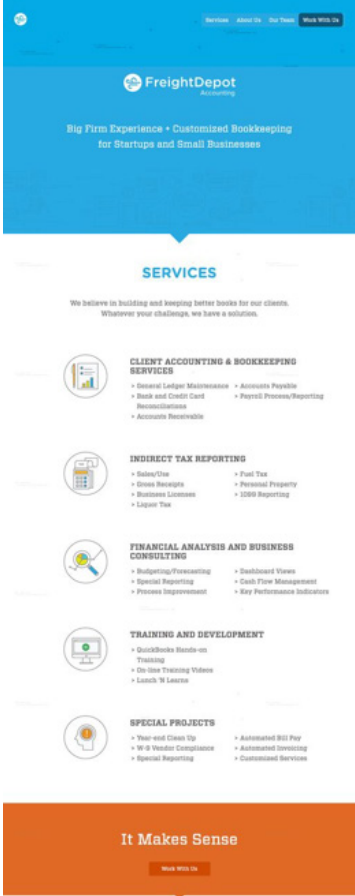 Services About Us Our Team Work With Us
FreightDepot
Accounting
Big Firm Experience + Customized Bookkeeping
for Startups and Small Businesses
SERVICES
We believe in building and keeping better books for our clients.
Whatever your challenge, we have a solution.
CLIENT ACCOUNTING & BOOKKEEPING
SERVICES
» General Ledger Maintenance
» Bank and Credit Card
Reconciliations
» Accounts Receivable
» Accounts Payable
» Payroll Process/Reporting
INDIRECT TAX REPORTING
» Sales/Use
» Gross Receipts
» Business Licenses
» Liquor Tax
» Fuel Tax
» Personal Property
» 1099 Reporting
FINANCIAL ANALYSIS AND BUSINESS
CONSULTING
» Budgeting/Forecasting
» Special Reporting
» Process Improvement
» Dashboard Views
» Cash Flow Management
» Key Performance Indicators
TRAINING AND DEVELOPMENT
» QuickBooks Hands-on
Training
» On-line Training Videos
» Lunch 'N Learns
SPECIAL PROJECTS
» Year-end Clean Up
» W-9 Vendor Compliance
» Special Reporting
» Automated Bill Pay
» Automated Invoicing
» Customized Services
It Makes Sense
Work With Us